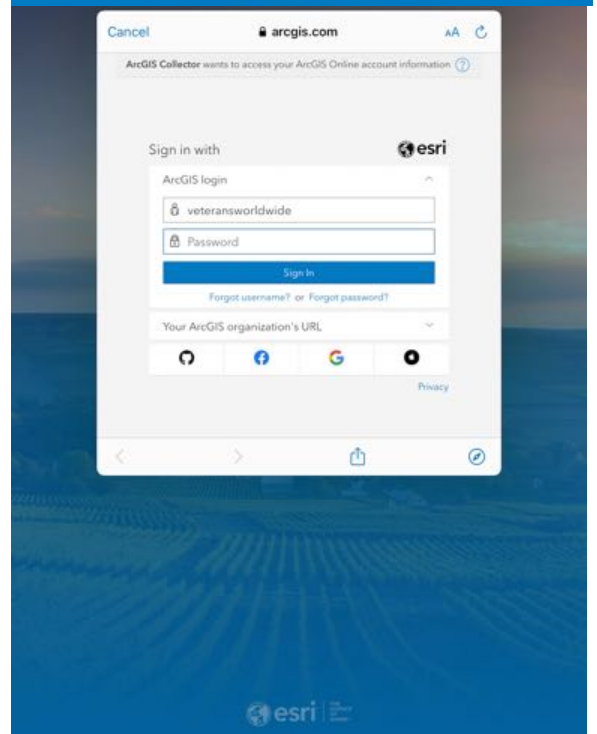 Cancel arcgis.com AA
ArcGIS Collector wants to access your ArcGIS Online account information ?
Sign in with esri
ArcGIS login
veteransworldwide
Password
Sign In
Forgot username? or Forgot password?
Your ArcGIS organization's URL
G
Privacy
esri